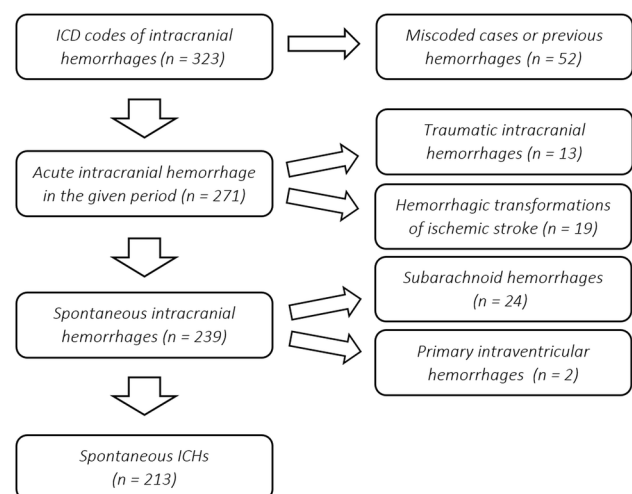 ICD codes of intracranial
hemorrhages (n = 323)
Miscoded cases or previous
hemorrhages (n = 52)
Acute intracranial hemorrhage
in the given period (n = 271)
Traumatic intracranial
hemorrhages (n = 13)
Hemorrhagic transformations
of ischemic stroke (n = 19)
Spontaneous intracranial
hemorrhages (n = 239)
Subarachnoid hemorrhages
(n = 24)
Primary intraventricular
hemorrhages (n = 2)
Spontaneous ICHs
(n = 213)